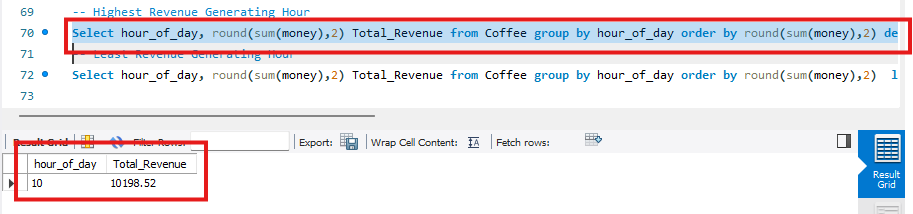 69 -- Highest Revenue Generating Hour
70 Select hour_of_day, round(sum(money),2) Total_Revenue from Coffee group by hour_of_day order by round(sum(money),2) de
71 -- Least Revenue Generating Hour
72 Select hour_of_day, round(sum(money),2) Total_Revenue from Coffee group by hour_of_day order by round(sum(money),2) l
73
Result Grid Filter Rows: Export: Wrap Cell Content: IA Fetch rows:
hour_of_day Total_Revenue
10 10198.52
Result
Grid